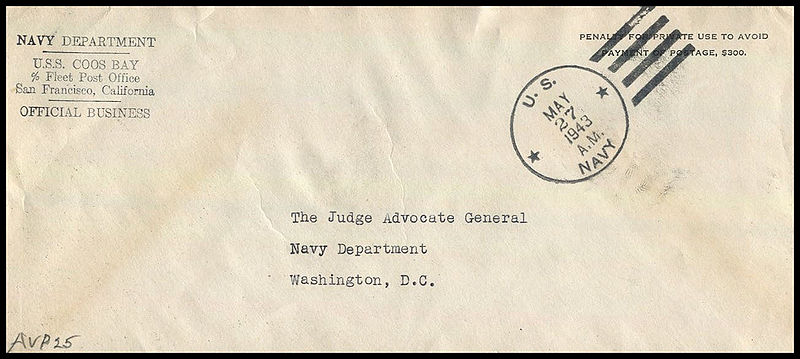 NAVY DEPARTMENT
U.S.S. COOS BAY
℅ Fleet Post Office
San Francisco, California
OFFICIAL BUSINESS
PENALTY FOR PRIVATE USE TO AVOID
PAYMENT OF POSTAGE, $300.
U. S.
MAY
27
1943
A.M.
NAVY
The Judge Advocate General
Navy Department
Washington, D.C.
AVP25